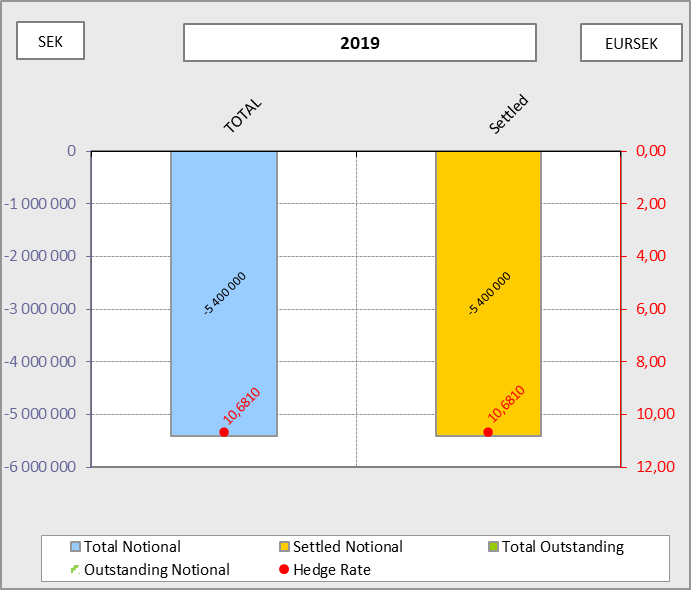 SEK
2019
EURSEK
TOTAL
Settled
0
0,00
-1 000 000
2,00
-2 000 000
4,00
-5 400 000
-5 400 000
-3 000 000
6,00
-4 000 000
8,00
10,6810
10,6810
-5 000 000
10,00
-6 000 000
12,00
Total Notional
Settled Notional
Total Outstanding
Outstanding Notional
Hedge Rate